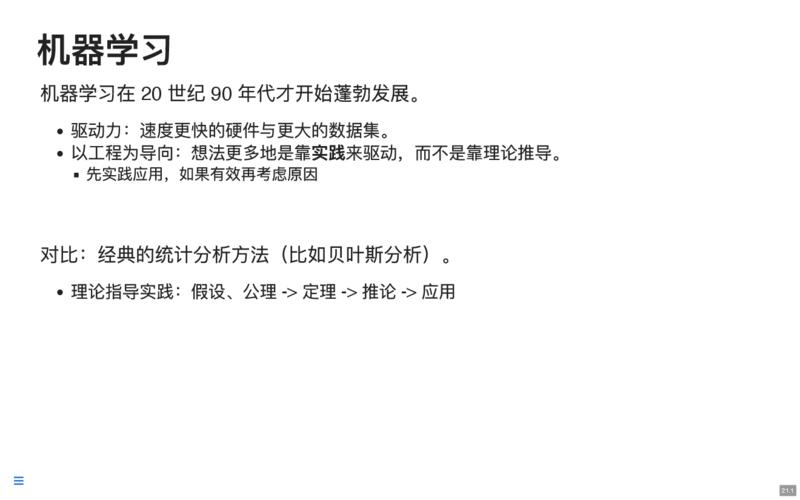 机器学习
机器学习在 20 世纪 90 年代才开始蓬勃发展。
• 驱动力：速度更快的硬件与更大的数据集。
• 以工程为导向：想法更多地是靠实践来驱动，而不是靠理论推导。
▪ 先实践应用，如果有效再考虑原因
对比：经典的统计分析方法（比如贝叶斯分析）。
• 理论指导实践：假设、公理 -> 定理 -> 推论 -> 应用
21.1